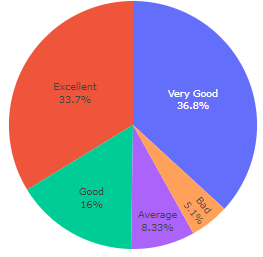 Excellent
33.7%
Very Good
36.8%
Good
16%
Average
8.33%
Bad
5.1%